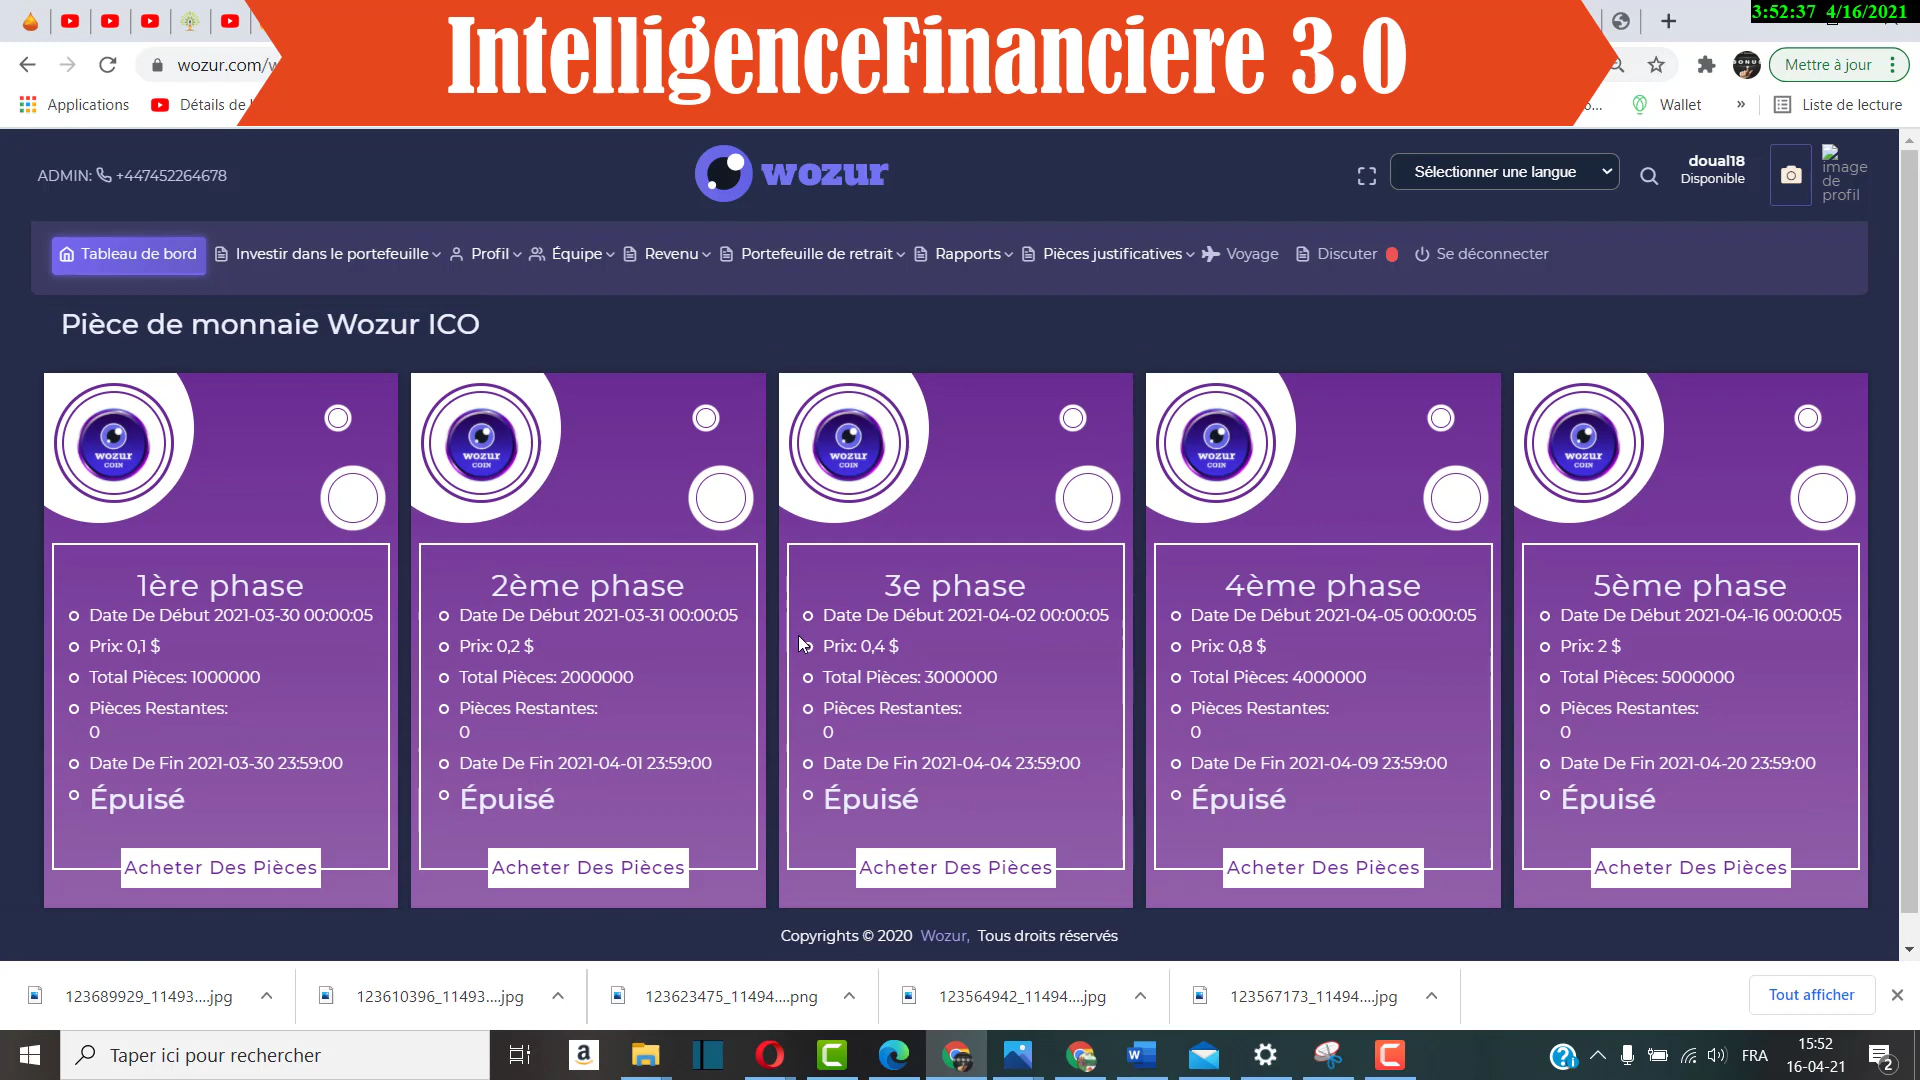 IntelligenceFinanciere 3.0
3:52:37 4/16/2021
wozur.com/w
Mettre à jour
Applications
Détails de
Wallet
»
Liste de lecture
ADMIN: +447452264678
wozur
Sélectionner une langue
doual18
Disponible
image
de
profil
Tableau de bord
Investir dans le portefeuille
Profil
Équipe
Revenu
Portefeuille de retrait
Rapports
Pièces justificatives
Voyage
Discuter
Se déconnecter
Pièce de monnaie Wozur ICO
wozur
COIN
1ère phase
Date De Début 2021-03-30 00:00:05
Prix: 0,1 $
Total Pièces: 1000000
Pièces Restantes:
0
Date De Fin 2021-03-30 23:59:00
Épuisé
Acheter Des Pièces
wozur
COIN
2ème phase
Date De Début 2021-03-31 00:00:05
Prix: 0,2 $
Total Pièces: 2000000
Pièces Restantes:
0
Date De Fin 2021-04-01 23:59:00
Épuisé
Acheter Des Pièces
wozur
COIN
3e phase
Date De Début 2021-04-02 00:00:05
Prix: 0,4 $
Total Pièces: 3000000
Pièces Restantes:
0
Date De Fin 2021-04-04 23:59:00
Épuisé
Acheter Des Pièces
wozur
COIN
4ème phase
Date De Début 2021-04-05 00:00:05
Prix: 0,8 $
Total Pièces: 4000000
Pièces Restantes:
0
Date De Fin 2021-04-09 23:59:00
Épuisé
Acheter Des Pièces
wozur
COIN
5ème phase
Date De Début 2021-04-16 00:00:05
Prix: 2 $
Total Pièces: 5000000
Pièces Restantes:
0
Date De Fin 2021-04-20 23:59:00
Épuisé
Acheter Des Pièces
Copyrights © 2020 Wozur, Tous droits réservés
123689929_11493....jpg
123610396_11493....jpg
123623475_11494....png
123564942_11494....jpg
123567173_11494....jpg
Tout afficher
Taper ici pour rechercher
FRA
15:52
16-04-21
2